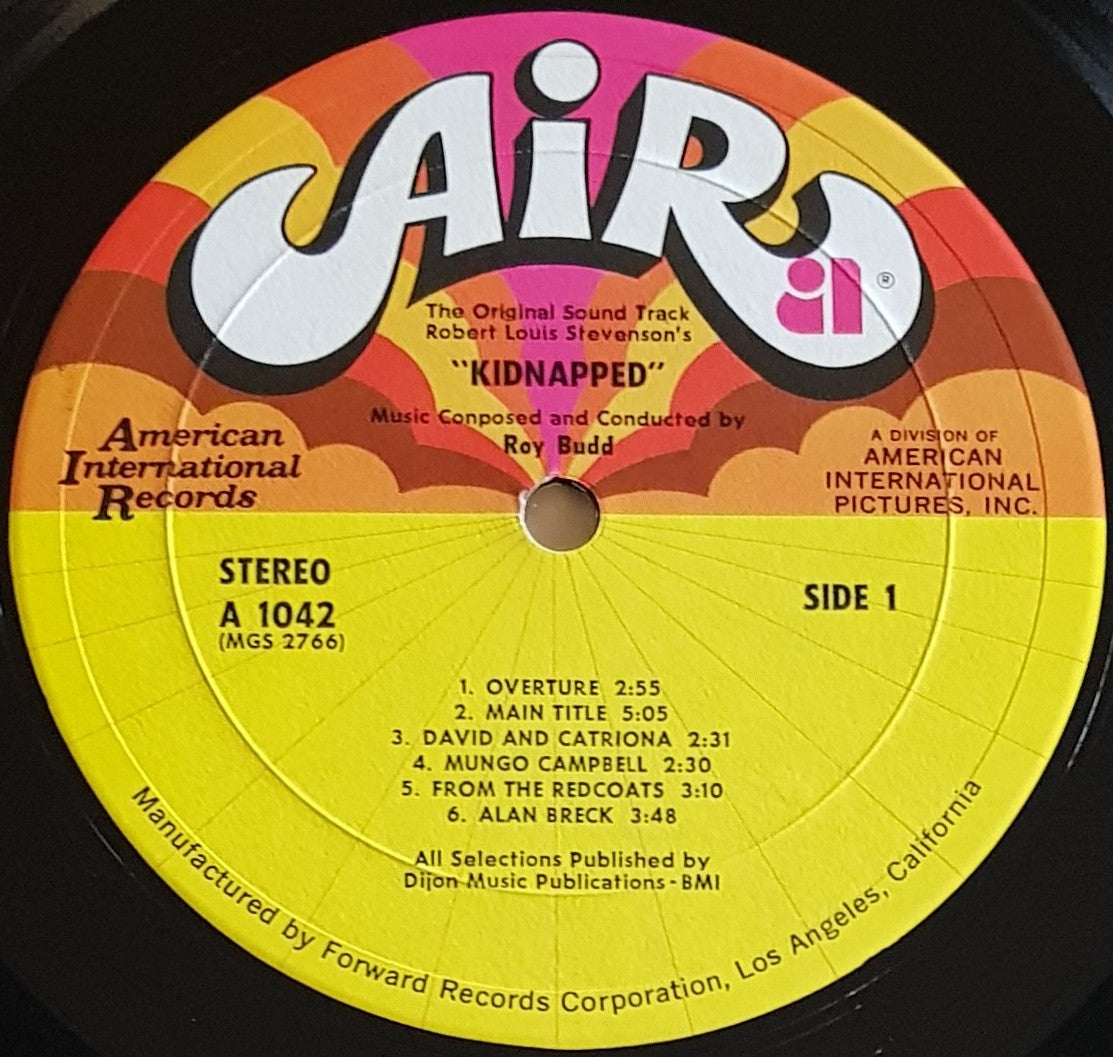 AiR
ai ®
The Original Sound Track
Robert Louis Stevenson's
"KIDNAPPED"
Music Conposed and Conducted by
Roy Budd
American
International
Records
A DIVISION OF
AMERICAN
INTERNATIONAL
PICTURES, INC.
STEREO
A 1042
(MGS 2766)
SIDE 1
1. OVERTURE 2:55
2. MAIN TITLE 5:05
3. DAVID AND CATRIONA 2:31
4. MUNGO CAMPBELL 2:30
5. FROM THE REDCOATS 3:10
6. ALAN BRECK 3:48
All Selections Published by
Dijon Music Publications - BMI
Manufactured by Forward Records Corporation, Los Angeles, California